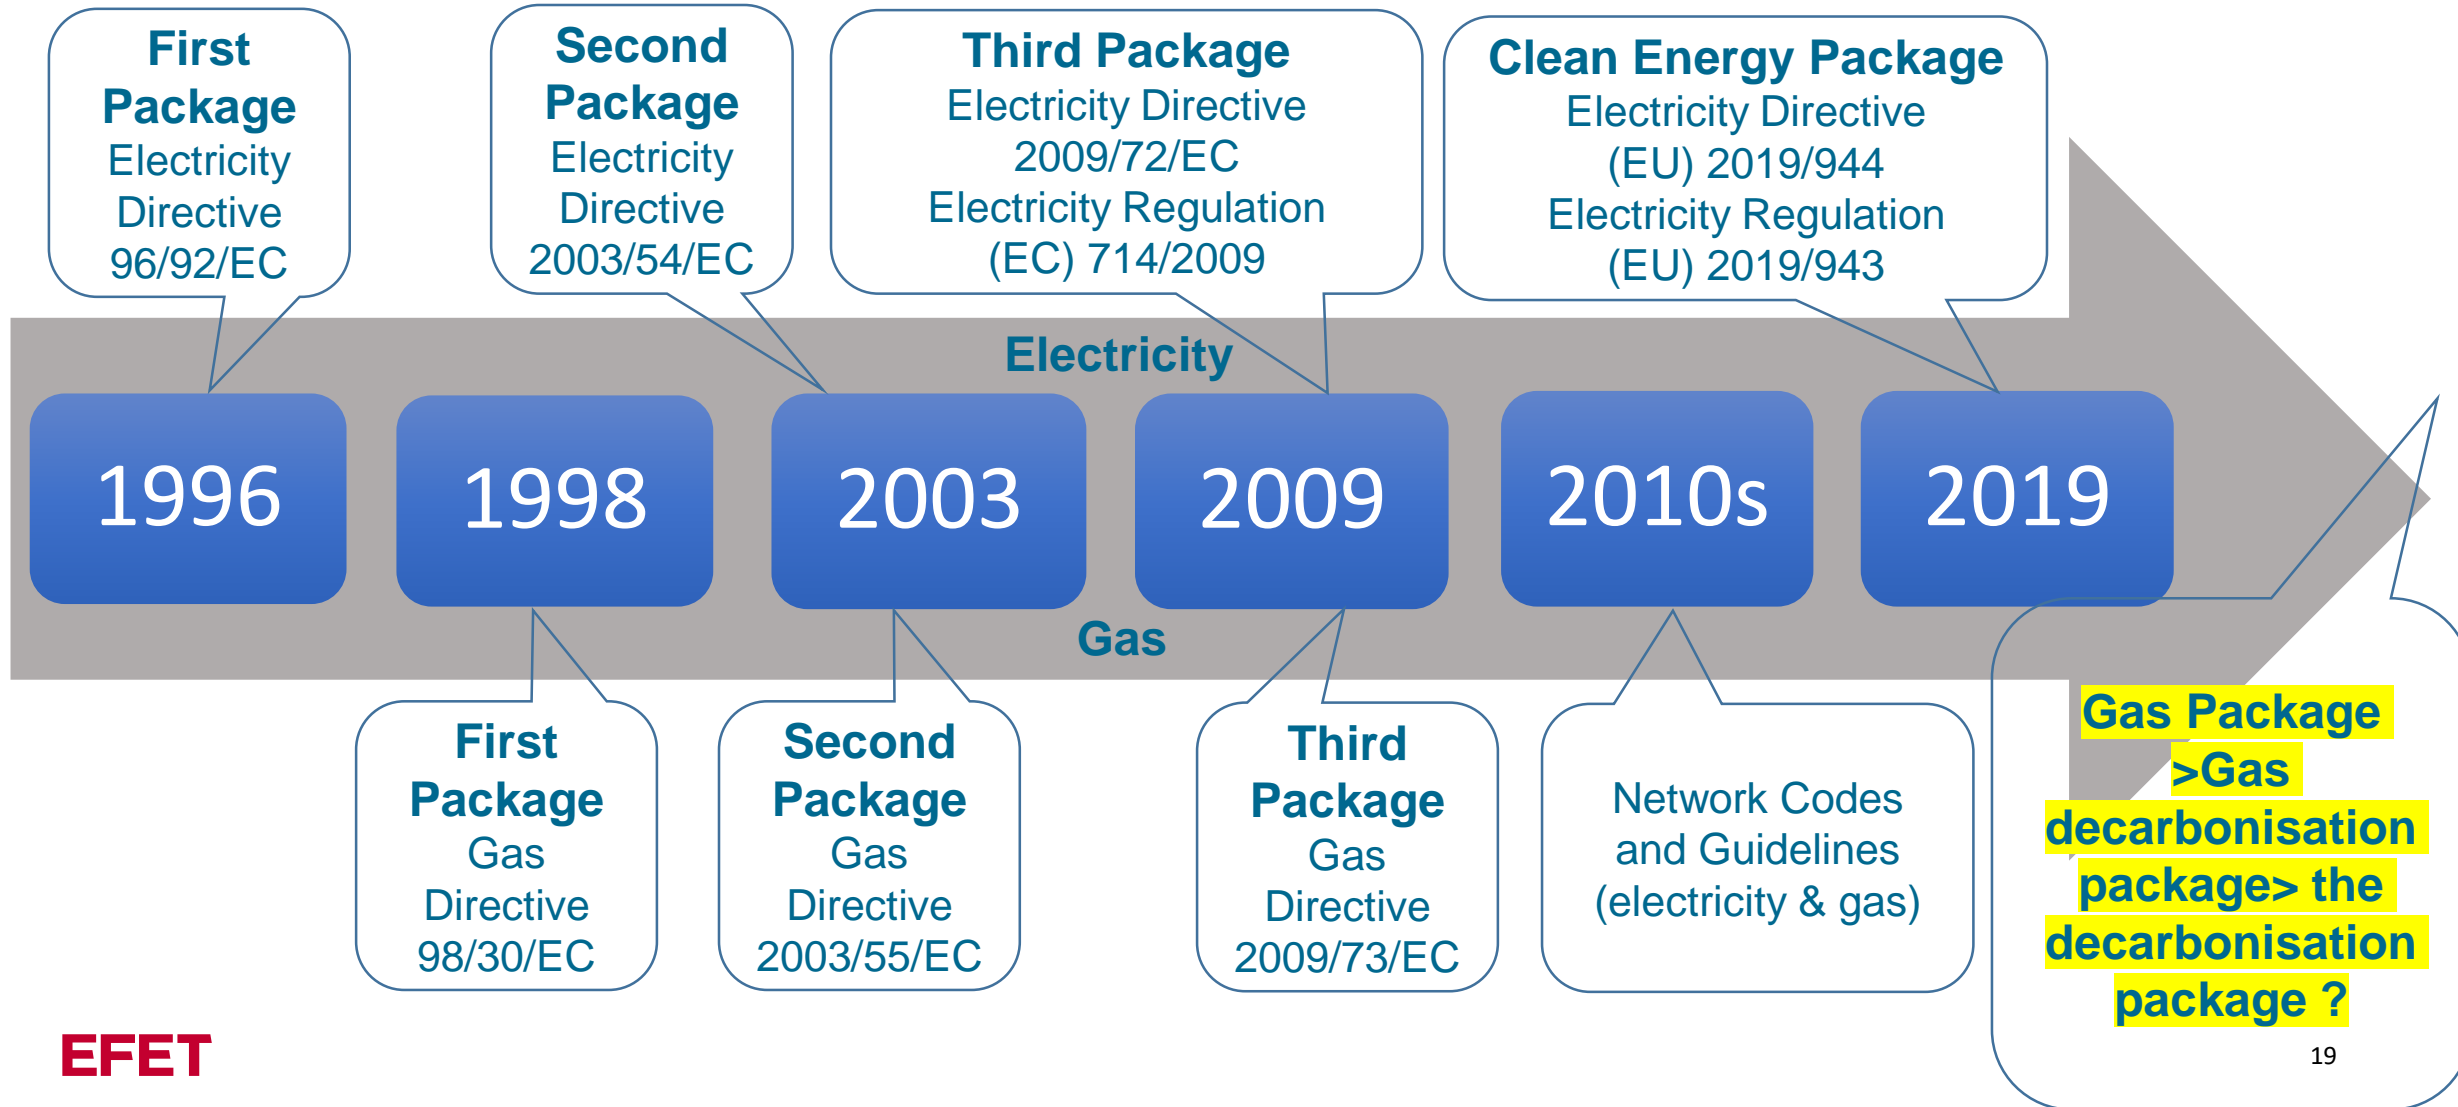 First
Package
Electricity
Directive
96/92/EC
Second
Package
Electricity
Directive
2003/54/EC
Third Package
Electricity Directive
2009/72/EC
Electricity Regulation
(EC) 714/2009
Clean Energy Package
Electricity Directive
(EU) 2019/944
Electricity Regulation
(EU) 2019/943
Electricity
1996
1998
2003
2009
2010s
2019
Gas
First
Package
Gas
Directive
98/30/EC
Second
Package
Gas
Directive
2003/55/EC
Third
Package
Gas
Directive
2009/73/EC
Network Codes
and Guidelines
(electricity & gas)
Gas Package
>Gas
decarbonisation
package> the
decarbonisation
package ?
EFET
19